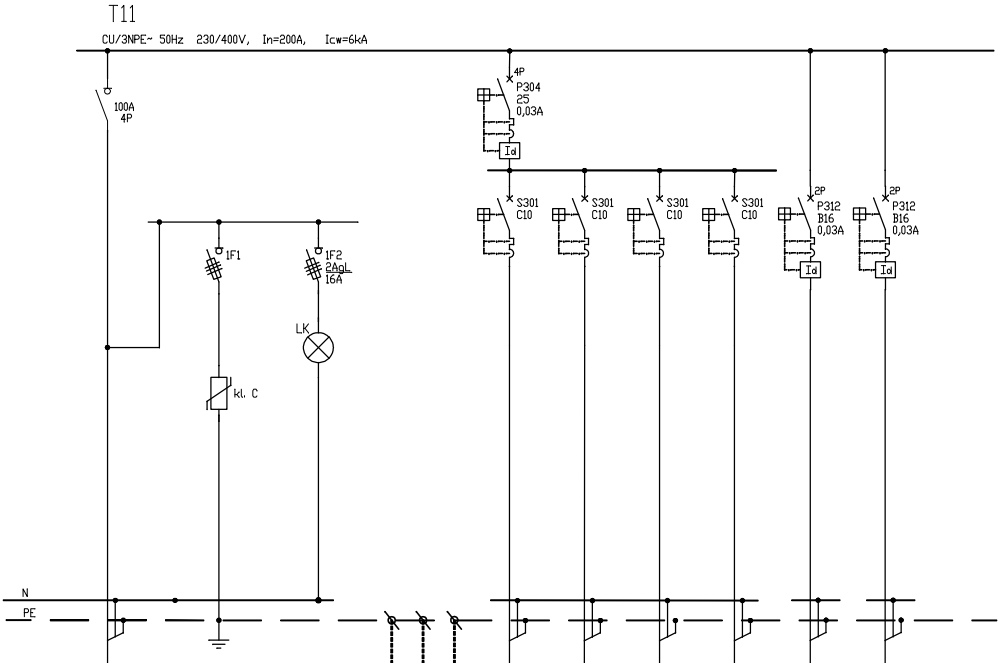 T11
CU/3NPE~ 50Hz 230/400V, In=200A, Icw=6kA
100A
4P
4P
P304
25
0,03A
Id
S301
C10
S301
C10
S301
C10
S301
C10
2P
P312
B16
0,03A
Id
2P
P312
B16
0,03A
Id
1F1
1F2
2AgL
16A
LK
kl. C
N
PE